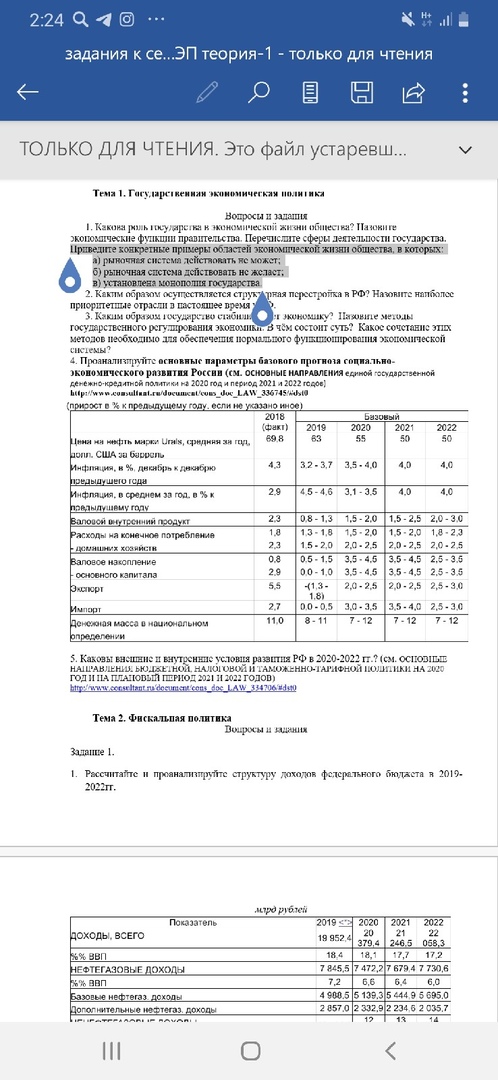 2:24
задания к се...ЭП теория-1 - только для чтения
ТОЛЬКО ДЛЯ ЧТЕНИЯ. Это файл устаревш...
Тема 1. Государственная экономическая политика
Вопросы и задания
1. Какова роль государства в экономической жизни общества? Назовите
экономические функции правительства. Перечислите сферы деятельности государства.
Приведите конкретные примеры областей экономической жизни общества, в которых:
а) рыночная система действовать не может;
б) рыночная система действовать не желает;
в) установлена монополия государства.
2. Каким образом осуществляется структурная перестройка в РФ? Назовите наиболее
приоритетные отрасли в настоящее время
3. Каким образом государство экономику? Назовите методы
государственного регулирования экономики. В чём состоит суть? Какое сочетание этих
методов необходимо для обеспечения нормального функционирования экономической
системы?
4. Проанализируйте основные параметры базового прогноза социально-
экономического развития России (см. ОСНОВНЫЕ НАПРАВЛЕНИЯ единой государственной
денежно-кредитной политики на 2020 год и период 2021 и 2022 годов)
http://www.consultant.ru/document/cons_doc_LAW_336745/#dst0
(прирост в % к предыдущему году, если не указано иное)
2018 (факт) Базовый
2019 2020 2021 2022
Цена на нефть марки Urals, средняя за год, 69,8 63 55 50 50
долл. США за баррель
Инфляция, в %, декабрь к декабрю 4,3 3,2 - 3,7 3,5 - 4,0 4,0 4,0
предыдущего года
Инфляция, в среднем за год, в % к 2,9 4,5 - 4,6 3,1 - 3,5 4,0 4,0
предыдущему году
Валовой внутренний продукт 2,3 0,8 - 1,3 1,5 - 2,0 1,5 - 2,5 2,0 - 3,0
Расходы на конечное потребление 1,8 1,3 - 1,8 1,5 - 2,0 1,5 - 2,0 1,8 - 2,3
- домашних хозяйств 2,3 1,5 - 2,0 2,0 - 2,5 2,0 - 2,5 2,0 - 2,5
Валовое накопление 0,8 0,5 - 1,5 3,5 - 4,5 3,5 - 4,5 2,5 - 3,5
- основного капитала 2,9 0,0 - 1,0 3,5 - 4,5 3,5 - 4,5 2,5 - 3,5
Экспорт 5,5 -(1,3 - 1,8) 2,0 - 2,5 2,0 - 2,5 2,5 - 3,0
Импорт 2,7 0,0 - 0,5 3,0 - 3,5 3,5 - 4,0 2,5 - 3,0
Денежная масса в национальном 11,0 8 - 11 7 - 12 7 - 12 7 - 12
определении
5. Каковы внешние и внутренние условия развития РФ в 2020-2022 гг.? (см. ОСНОВНЫЕ
НАПРАВЛЕНИЯ БЮДЖЕТНОЙ, НАЛОГОВОЙ И ТАМОЖЕННО-ТАРИФНОЙ ПОЛИТИКИ НА 2020
ГОД И НА ПЛАНОВЫЙ ПЕРИОД 2021 И 2022 ГОДОВ)
http://www.consultant.ru/document/cons_doc_LAW_334706/#dst0
Тема 2. Фискальная политика
Вопросы и задания
Задание 1.
1. Рассчитайте и проанализируйте структуру доходов федерального бюджета в 2019-
2022гг.
млрд рублей
Показатель 2019 <*> 2020 2021 2022
ДОХОДЫ, ВСЕГО 19 952,4 20 379,4 21 246,5 22 058,3
%% ВВП 18,4 18,1 17,7 17,2
НЕФТЕГАЗОВЫЕ ДОХОДЫ 7 845,5 7 472,2 7 679,4 7 730,6
%% ВВП 7,2 6,6 6,4 6,0
Базовые нефтегаз. доходы 4 988,5 5 139,3 5 444,9 5 695,0
Дополнительные нефтегаз. доходы 2 857,0 2 332,9 2 234,6 2 035,7
12 13 14